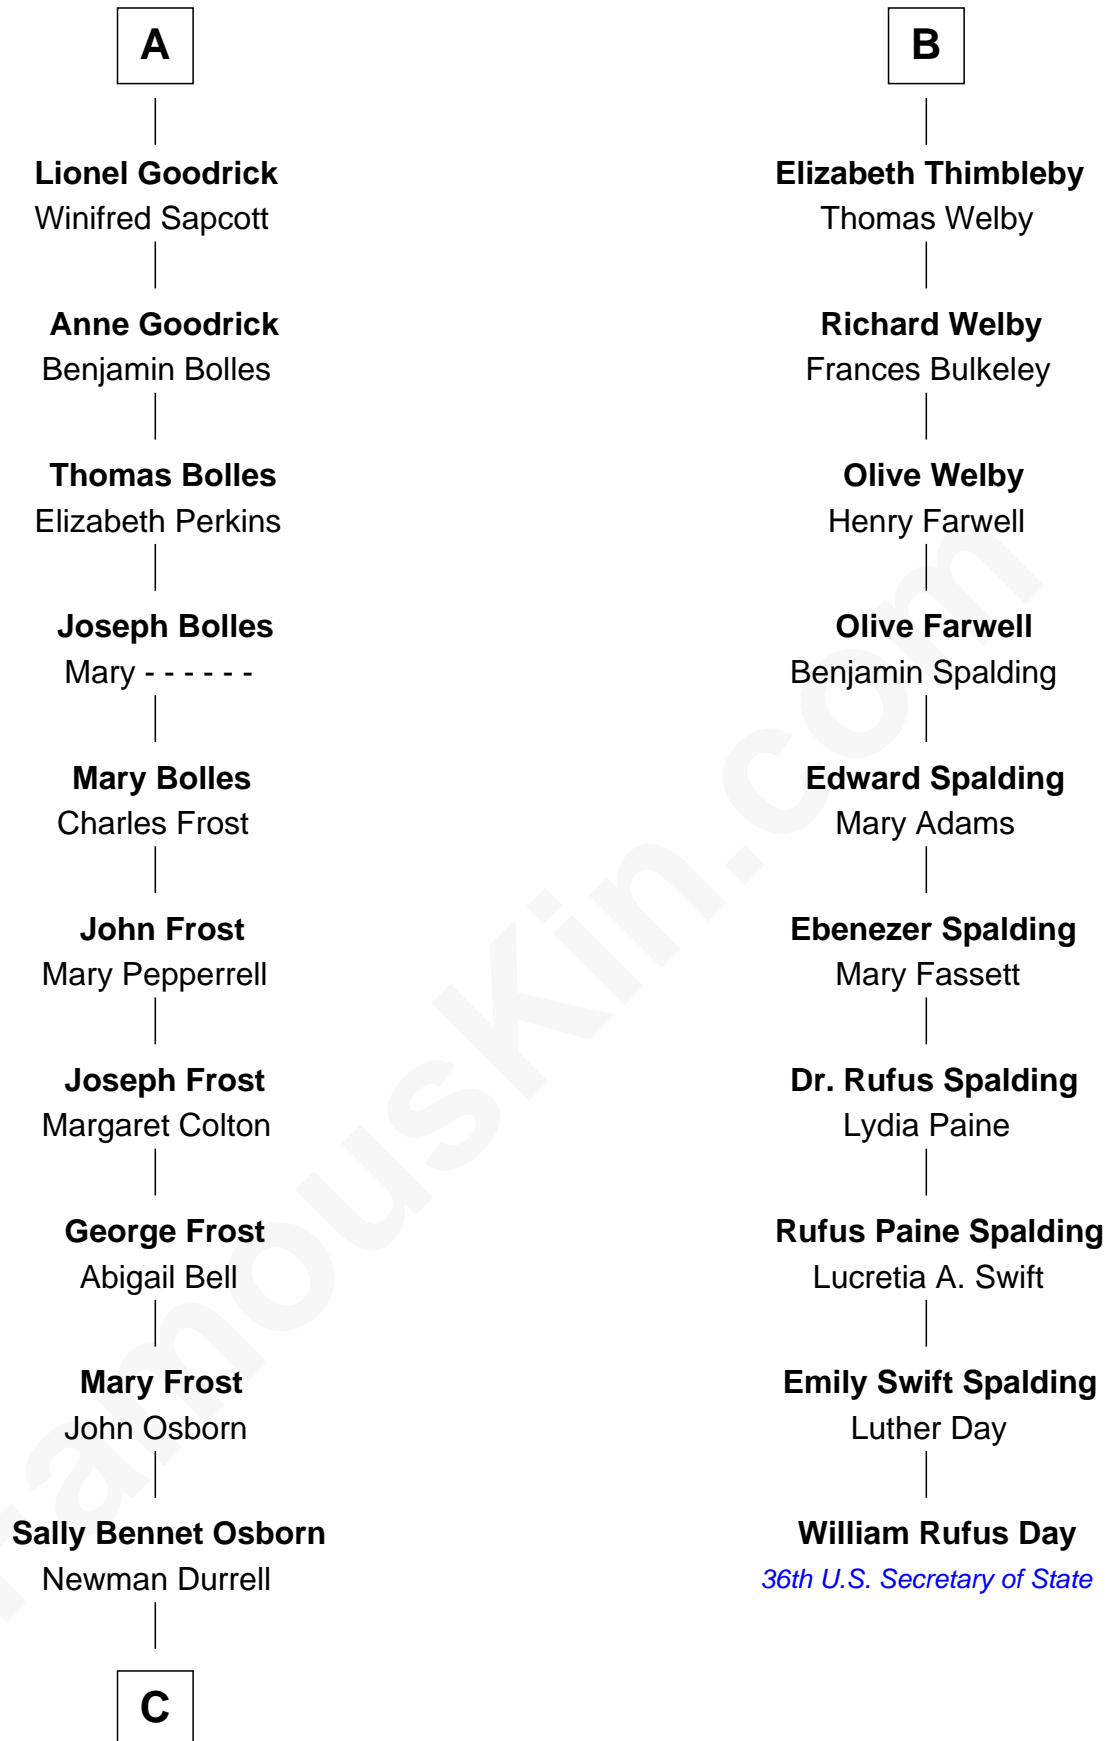 A
Lionel Goodrick
Winifred Sapcott
Anne Goodrick
Benjamin Bolles
Thomas Bolles
Elizabeth Perkins
Joseph Bolles
Mary - - - - - -
Mary Bolles
Charles Frost
John Frost
Mary Pepperrell
Joseph Frost
Margaret Colton
George Frost
Abigail Bell
Mary Frost
John Osborn
Sally Bennet Osborn
Newman Durrell
C
B
Elizabeth Thimbleby
Thomas Welby
Richard Welby
Frances Bulkeley
Olive Welby
Henry Farwell
Olive Farwell
Benjamin Spalding
Edward Spalding
Mary Adams
Ebenezer Spalding
Mary Fassett
Dr. Rufus Spalding
Lydia Paine
Rufus Paine Spalding
Lucretia A. Swift
Emily Swift Spalding
Luther Day
William Rufus Day
36th U.S. Secretary of State
FamousKin.com